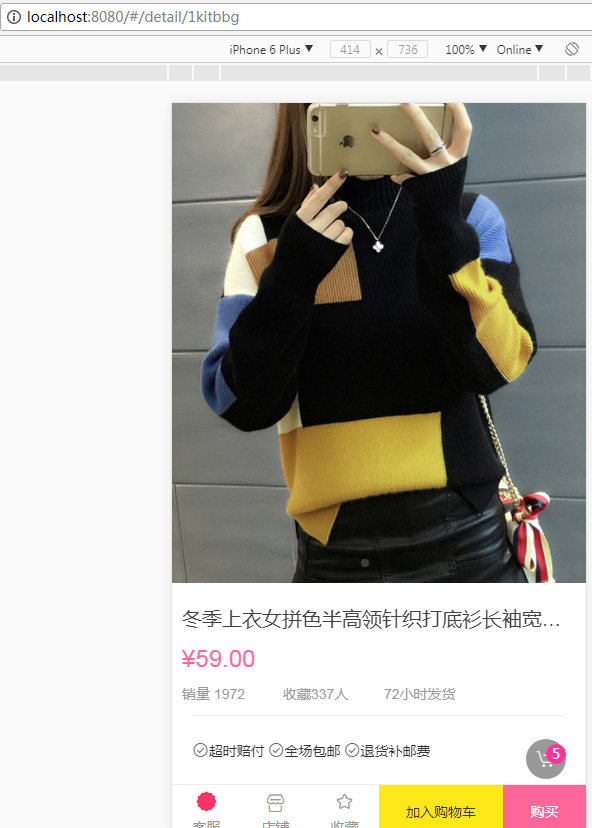 localhost:8080/#/detail/1kitbbg
iPhone 6 Plus ▼ 414 × 736 100% ▼ Online ▼
冬季上衣女拼色半高领针织打底衫长袖宽…
¥59.00
销量 1972 收藏337人 72小时发货
超时赔付 全场包邮 退货补邮费
5
客服 店铺 收藏 加入购物车 购买